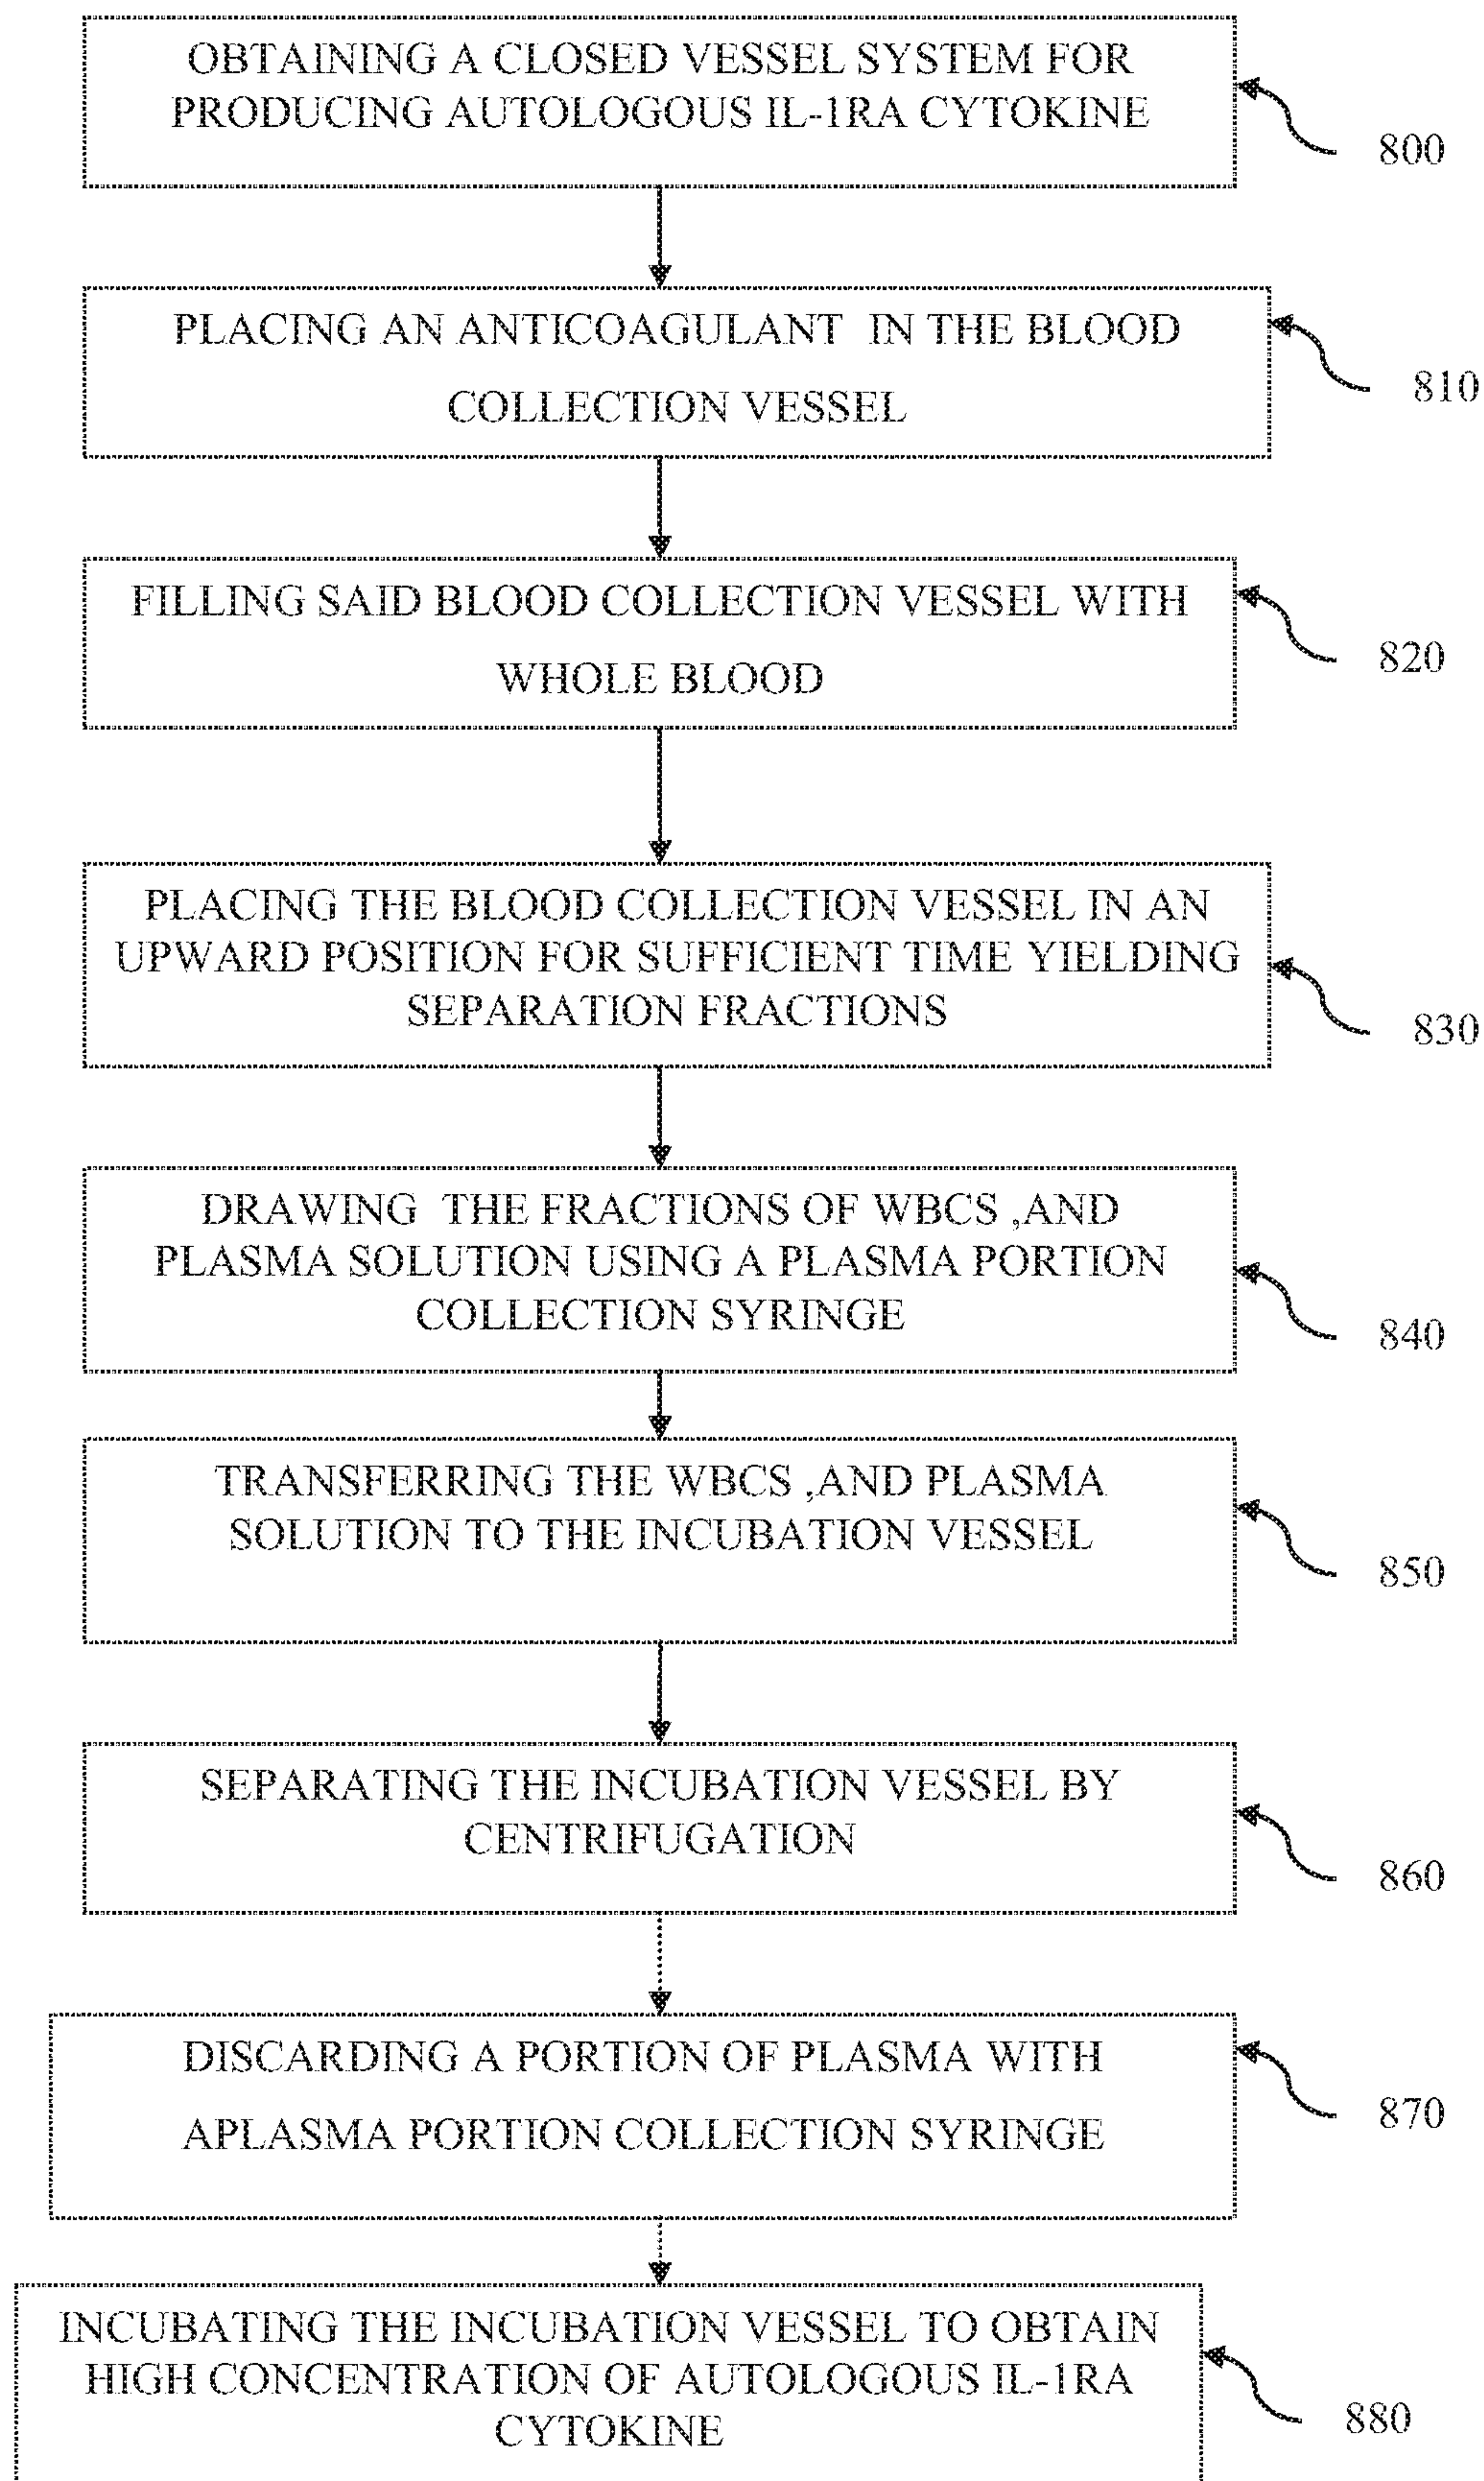 OBTAINING A CLOSED VESSEL SYSTEM FOR
PRODUCING AUTOLOGOUS IL-1RA CYTOKINE
800
PLACING AN ANTICOAGULANT IN THE BLOOD
COLLECTION VESSEL
810
FILLING SAID BLOOD COLLECTION VESSEL WITH
WHOLE BLOOD
820
PLACING THE BLOOD COLLECTION VESSEL IN AN
UPWARD POSITION FOR SUFFICIENT TIME YIELDING
SEPARATION FRACTIONS
830
DRAWING THE FRACTIONS OF WBCS ,AND
PLASMA SOLUTION USING A PLASMA PORTION
COLLECTION SYRINGE
840
TRANSFERRING THE WBCS ,AND PLASMA
SOLUTION TO THE INCUBATION VESSEL
850
SEPARATING THE INCUBATION VESSEL BY
CENTRIFUGATION
860
DISCARDING A PORTION OF PLASMA WITH
APLASMA PORTION COLLECTION SYRINGE
870
INCUBATING THE INCUBATION VESSEL TO OBTAIN
HIGH CONCENTRATION OF AUTOLOGOUS IL-1RA
CYTOKINE
880